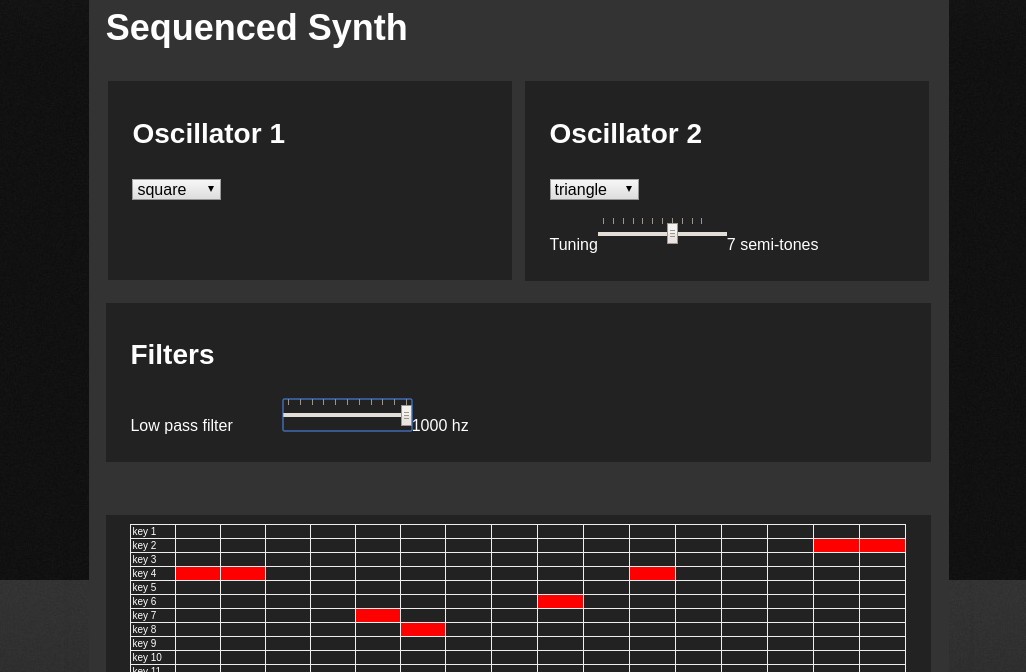 Sequenced Synth
Oscillator 1
Oscillator 2
square
triangle
Tuning 7 semi-tones
Filters
Low pass filter 1000 hz
key 1
key 2
key 3
key 4
key 5
key 6
key 7
key 8
key 9
key 10
key 11